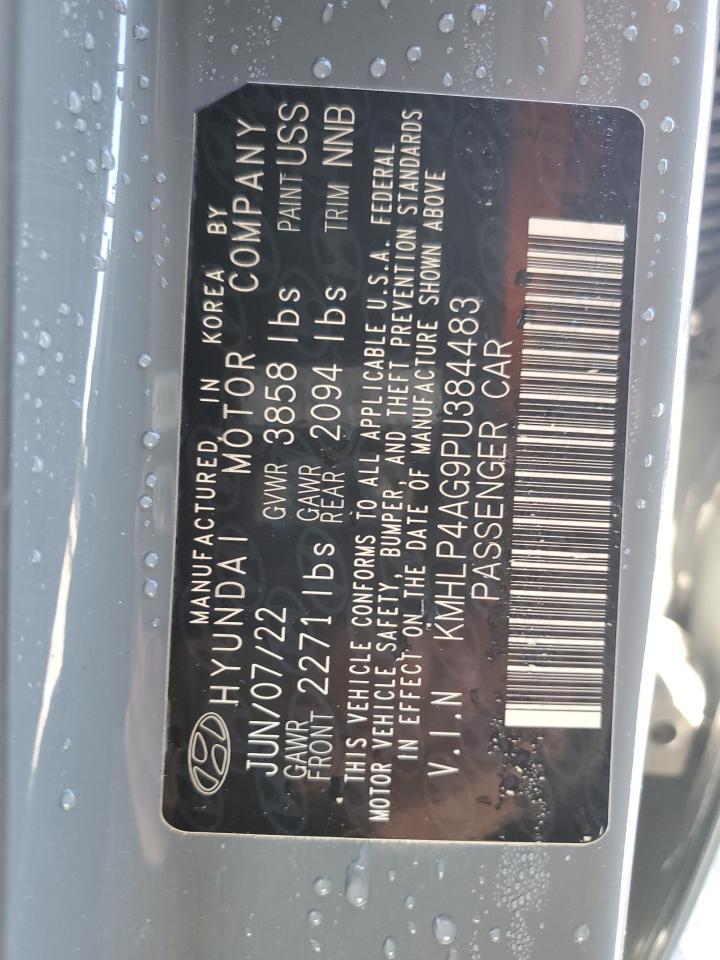 MANUFACTURED IN KOREA BY
HYUNDAI MOTOR COMPANY
JUN/07/22 GVWR 3858 lbs PAINT USS
GAWR FRONT 2271 lbs GAWR REAR 2094 lbs TRIM NNB
THIS VEHICLE CONFORMS TO ALL APPLICABLE U.S.A. FEDERAL
MOTOR VEHICLE SAFETY, BUMPER, AND THEFT PREVENTION STANDARDS
IN EFFECT ON THE DATE OF MANUFACTURE SHOWN ABOVE
V.I.N KMHLP4AG9PU384483
PASSENGER CAR